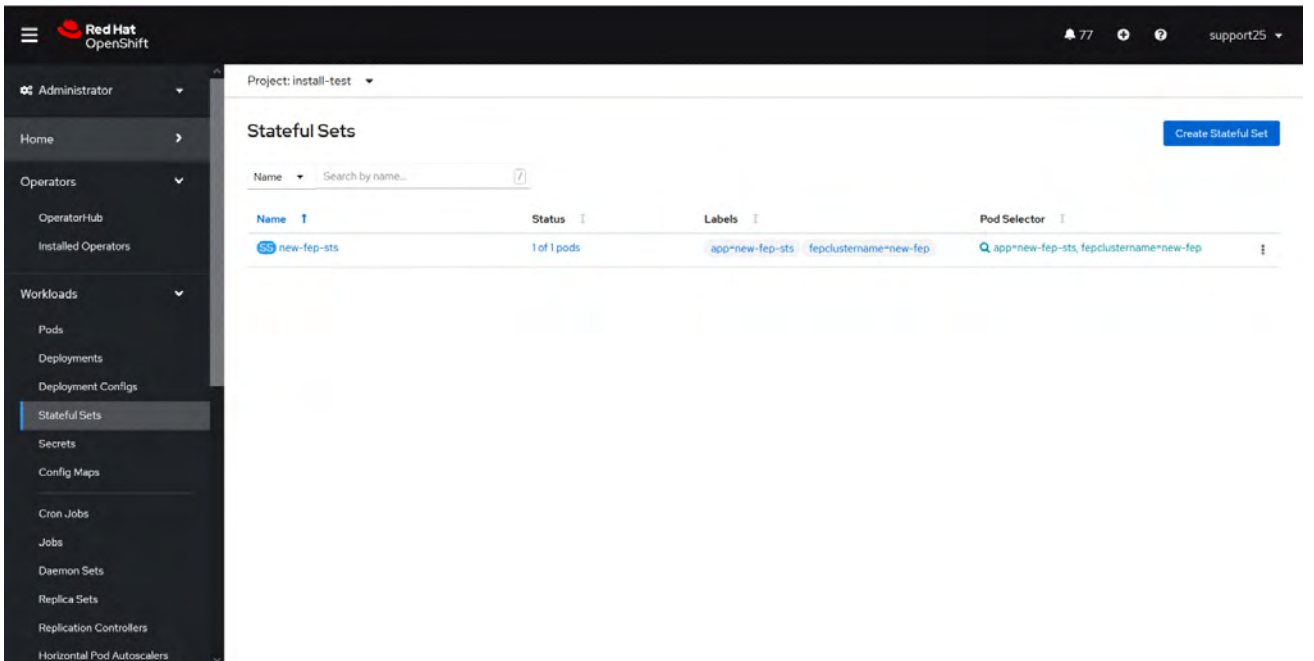 Red Hat
OpenShift
77
support25
Administrator
Project: install-test
Home
Stateful Sets
Create Stateful Set
Operators
Name
Search by name...
/
OperatorHub
Name
Status
Labels
Pod Selector
Installed Operators
SS new-fep-sts
1 of 1 pods
app=new-fep-sts
fepclustername=new-fep
app=new-fep-sts, fepclustername=new-fep
Workloads
Pods
Deployments
Deployment Configs
Stateful Sets
Secrets
Config Maps
Cron Jobs
Jobs
Daemon Sets
Replica Sets
Replication Controllers
Horizontal Pod Autoscalers